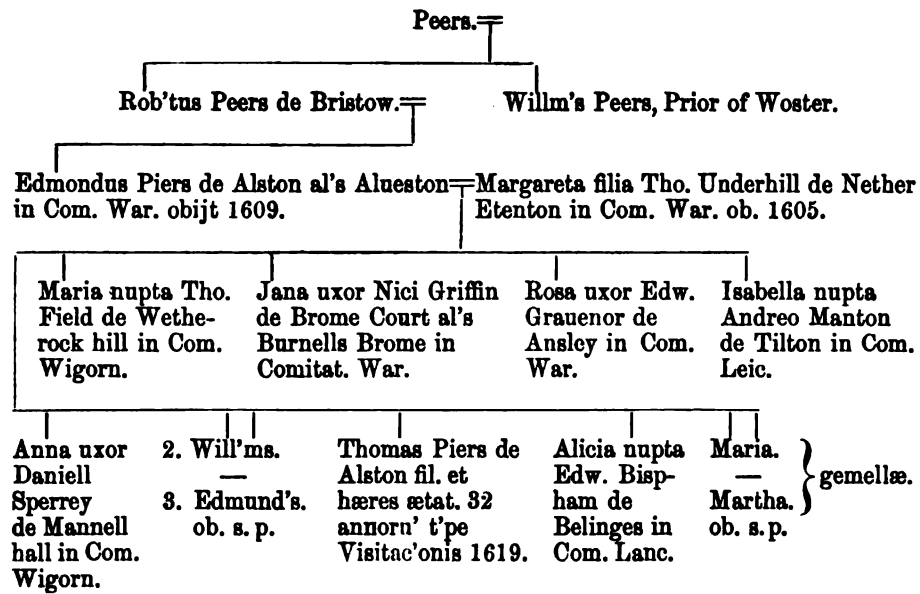 Peers.
Rob'tus Peers de Bristow.
Willm's Peers, Prior of Woster.
Edmondus Piers de Alston al's Alueston
in Com. War. obijt 1609.
Margareta filia Tho. Underhill de Nether
Etenton in Com. War. ob. 1605.
Maria nupta Tho.
Field de Wethe-
rock hill in Com.
Wigorn.
Jana uxor Nici Griffin
de Brome Court al's
Burnells Brome in
Comitat. War.
Rosa uxor Edw.
Grauenor de
Ansley in Com.
War.
Isabella nupta
Andreo Manton
de Tilton in Com.
Leic.
Anna uxor
Daniell
Sperrey
de Mannell
hall in Com.
Wigorn.
2. Will'ms.
—
3. Edmund's.
ob. s. p.
Thomas Piers de
Alston fil. et
hæres ætat. 32
annorn' t'pe
Visitac'onis 1619.
Alicia nupta
Edw. Bisp-
ham de
Belinges in
Com. Lanc.
Maria.
—
Martha.
ob. s. p.
gemellæ.